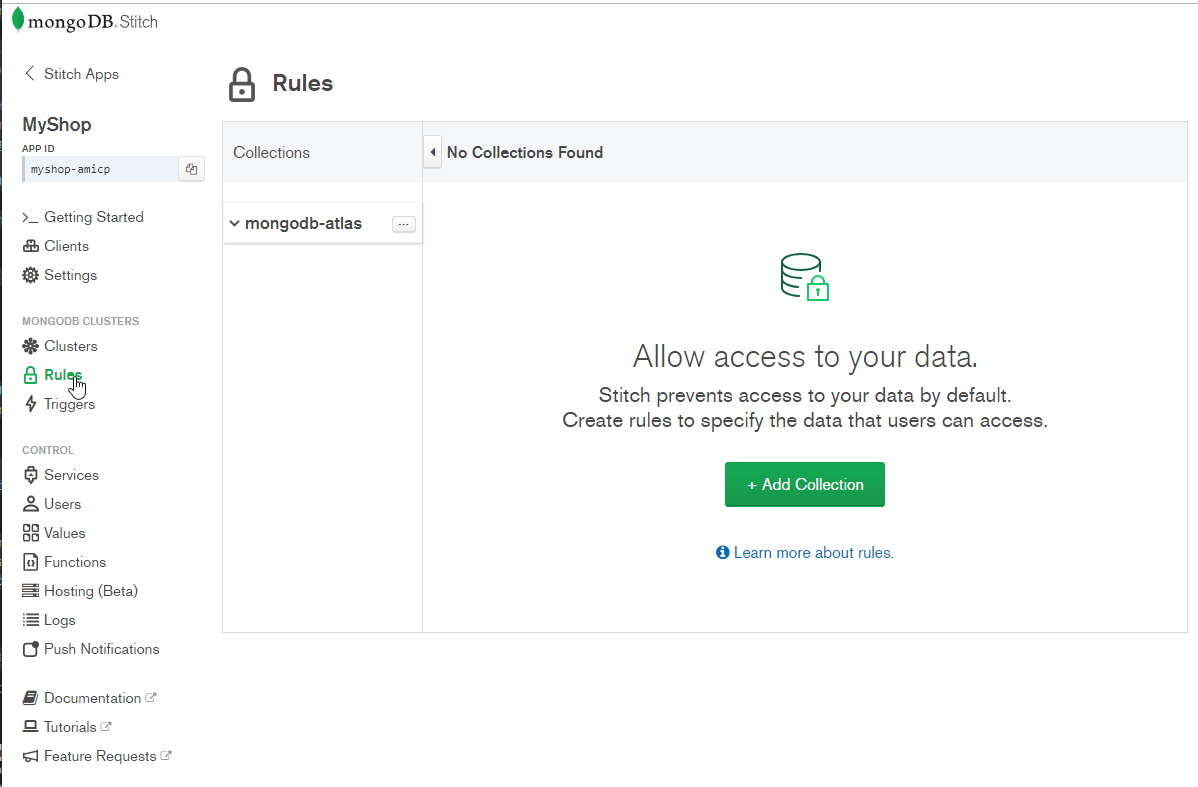 mongoDB. Stitch
Stitch Apps
MyShop
APP ID
myshop-amicp
>_ Getting Started
Clients
Settings
MONGODB CLUSTERS
Clusters
Rules
Triggers
CONTROL
Services
Users
Values
Functions
Hosting (Beta)
Logs
Push Notifications
Documentation
Tutorials
Feature Requests
Rules
Collections
No Collections Found
mongodb-atlas
...
Allow access to your data.
Stitch prevents access to your data by default.
Create rules to specify the data that users can access.
+ Add Collection
Learn more about rules.